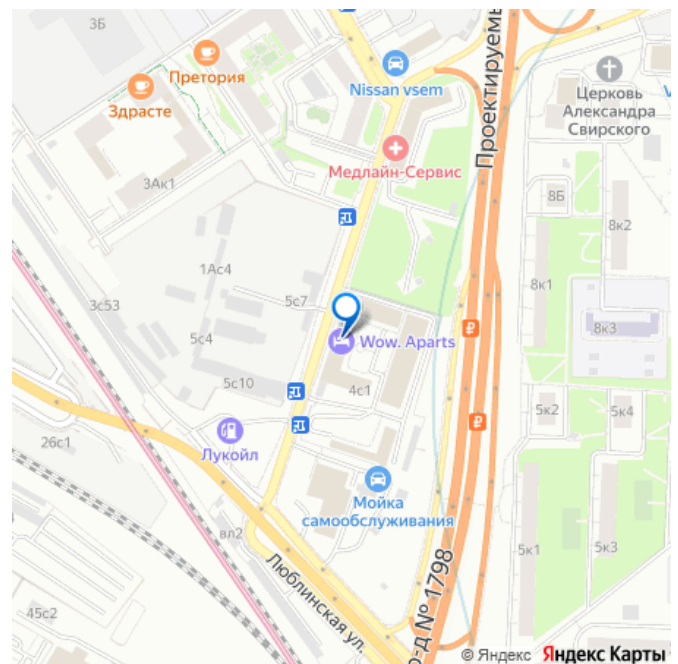 3Б
Претория
Здрасте
Nissan vsem
Проектируемы
Церковь
Александра
Свирского
Медлайн-Сервис
3Ак1
8Б
8к2
1Ас4
3с53
5с7
8к1
8к3
5с4
Wow. Aparts
5с10
4с1
5к2
5к4
26с1
Лукойл
Мойка
самообслуживания
вл2
5к1
5к3
Люблинская ул.
о-д № 1798
45с2
© Яндекс Яндекс Карты